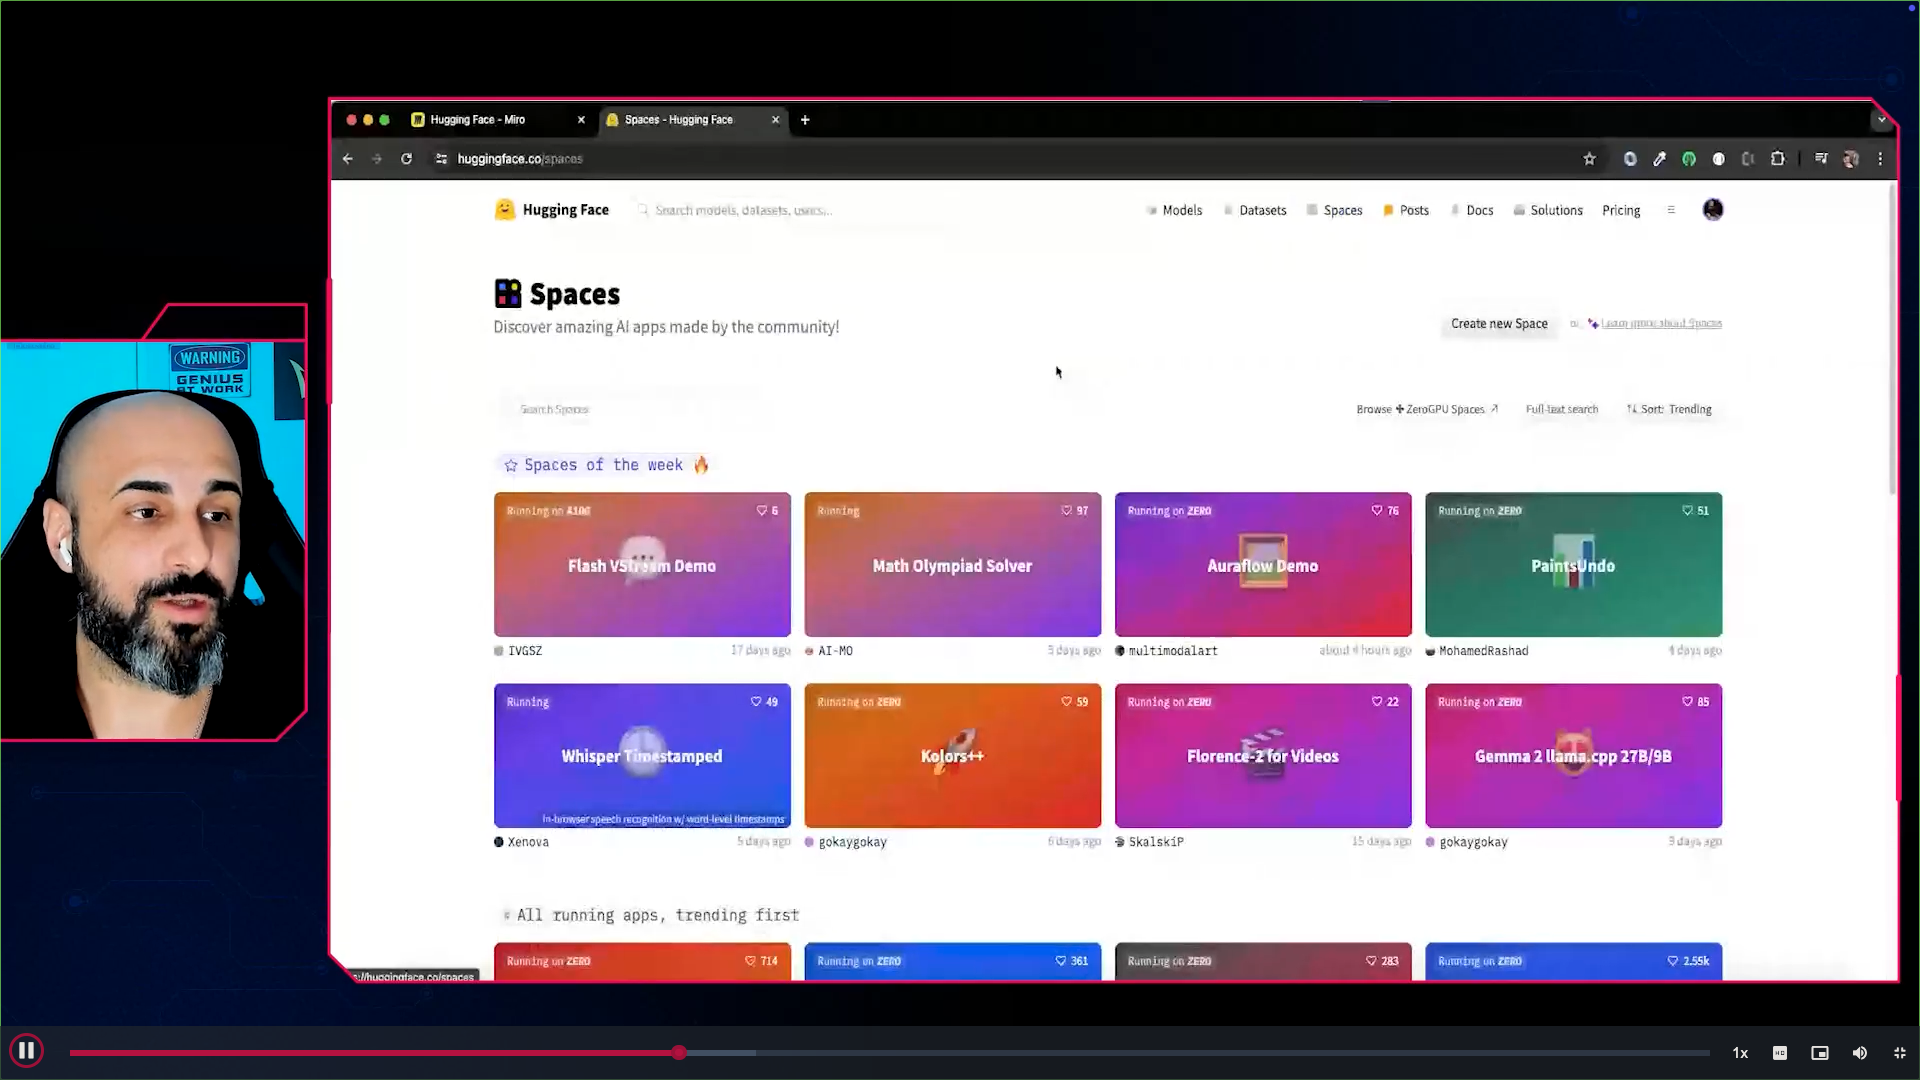 Hugging Face - Miro
Spaces - Hugging Face
huggingface.co/spaces
Hugging Face
Search models, datasets, users...
Models
Datasets
Spaces
Posts
Docs
Solutions
Pricing
Spaces
Discover amazing AI apps made by the community!
Create new Space
or
Learn more about Spaces
WARNING
GENIUS
AT WORK
Search Spaces
Browse ZeroGPU Spaces
Full-text search
Sort: Trending
Spaces of the week
Running on A10G
6
Flash VStream Demo
IVGSZ
17 days ago
Running
97
Math Olympiad Solver
AI-MO
3 days ago
Running on ZERO
76
Auraflow Demo
multimodalart
about 4 hours ago
Running on ZERO
51
PaintsUndo
MohamedRashad
4 days ago
Running
49
Whisper Timestamped
In-browser speech recognition w/ word-level timestamps
Xenova
5 days ago
Running on ZERO
59
Kolors++
gokaygokay
6 days ago
Running on ZERO
22
Florence-2 for Videos
SkalskiP
15 days ago
Running on ZERO
85
Gemma 2 llama.cpp 27B/9B
gokaygokay
3 days ago
All running apps, trending first
Running on ZERO
714
Running on ZERO
361
Running on ZERO
283
Running on ZERO
2.55k
s://huggingface.co/spaces
1x
HD